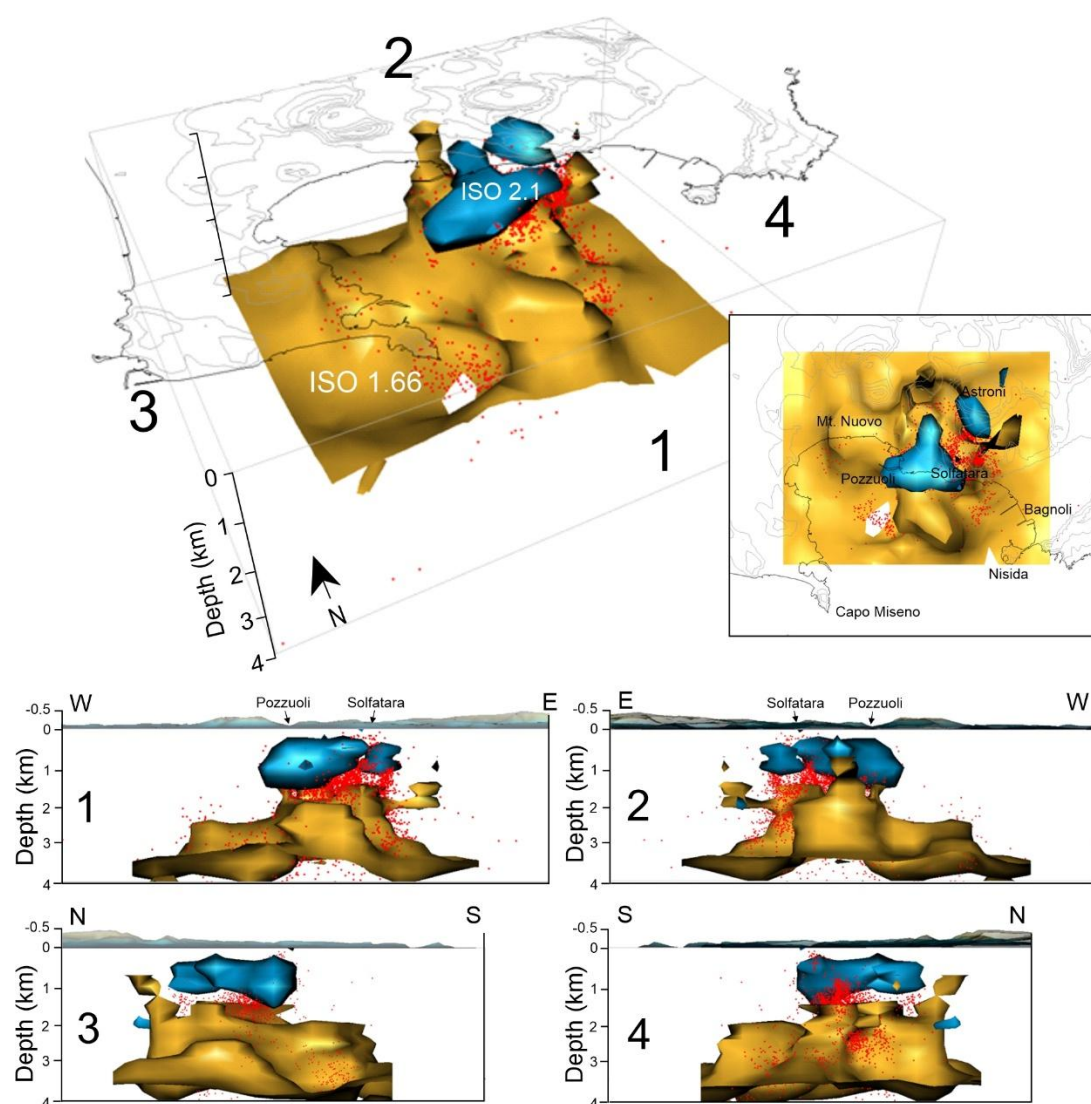 2
ISO 2.1
4
3
ISO 1.66
1
0
1
2
3
4
Depth (km)
N
Astroni
Mt. Nuovo
Pozzuoli
Solfatara
Bagnoli
Nisida
Capo Miseno
W
Pozzuoli
Solfatara
E
-0.5
0
1
2
3
4
Depth (km)
1
E
Solfatara
Pozzuoli
W
-0.5
0
1
2
3
4
Depth (km)
2
N
S
-0.5
0
1
2
3
4
Depth (km)
3
S
N
-0.5
0
1
2
3
4
Depth (km)
4